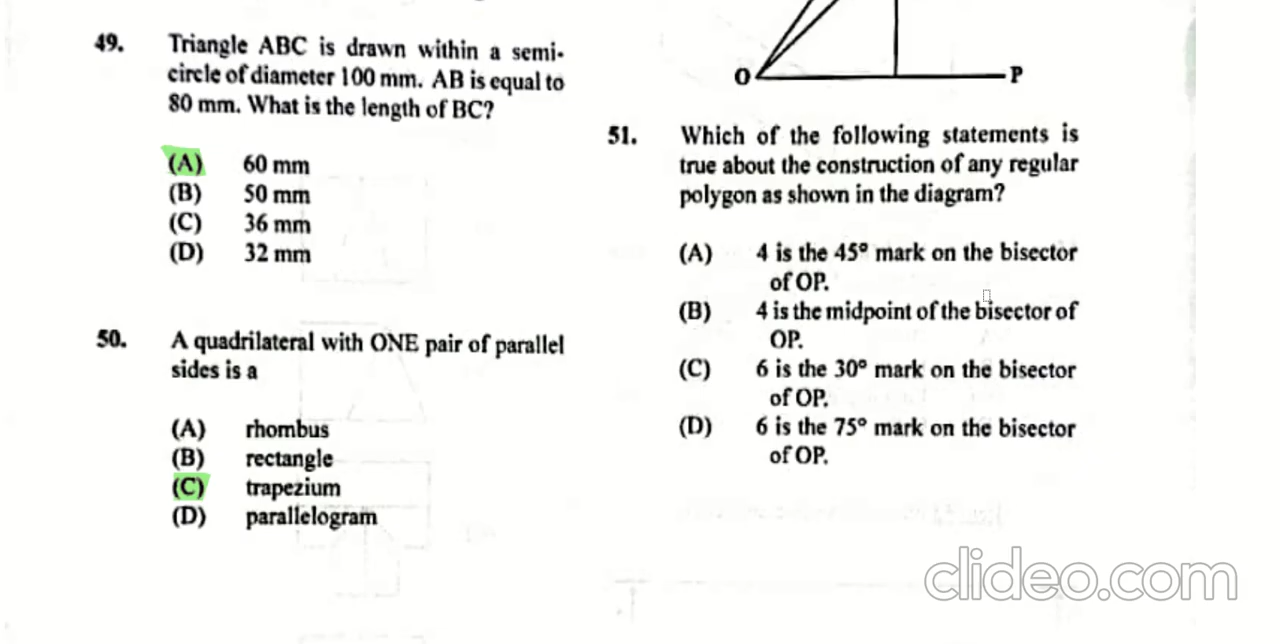 49. Triangle ABC is drawn within a semi-
circle of diameter 100 mm. AB is equal to
80 mm. What is the length of BC?
(A) 60 mm
(B) 50 mm
(C) 36 mm
(D) 32 mm
50. A quadrilateral with ONE pair of parallel
sides is a
(A) rhombus
(B) rectangle
(C) trapezium
(D) parallelogram
O
P
51. Which of the following statements is
true about the construction of any regular
polygon as shown in the diagram?
(A) 4 is the 45° mark on the bisector
of OP.
(B) 4 is the midpoint of the bisector of
OP.
(C) 6 is the 30° mark on the bisector
of OP.
(D) 6 is the 75° mark on the bisector
of OP.
clideo.com